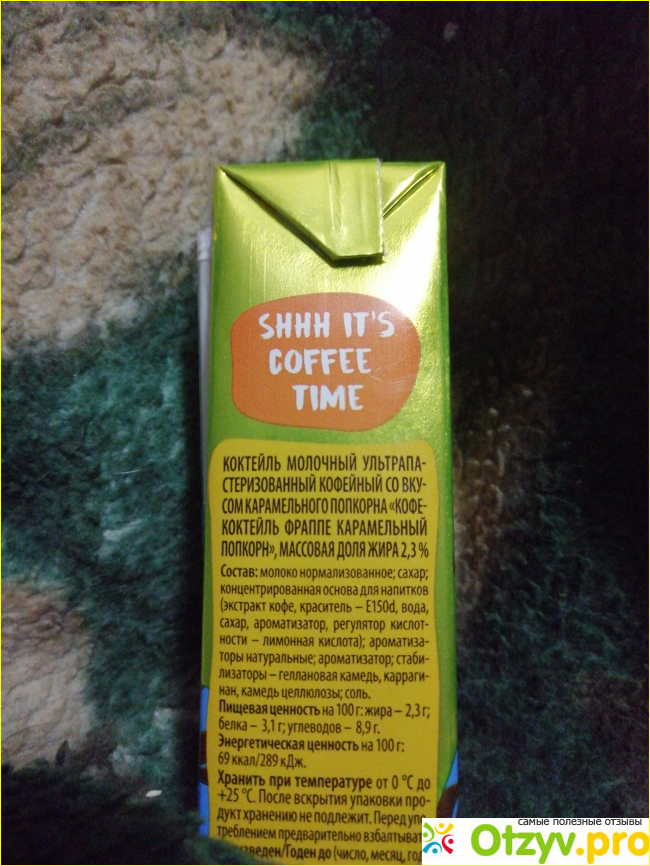 SHHH IT'S
COFFEE
TIME
КОКТЕЙЛЬ МОЛОЧНЫЙ УЛЬТРАПА-
СТЕРИЗОВАННЫЙ КОФЕЙНЫЙ СО ВКУ-
СОМ КАРАМЕЛЬНОГО ПОПКОРНА «КОФЕ-
КОКТЕЙЛЬ ФРАППЕ КАРАМЕЛЬНЫЙ
ПОПКОРН», МАССОВАЯ ДОЛЯ ЖИРА 2,3 %
Состав: молоко нормализованное; сахар;
концентрированная основа для напитков
(экстракт кофе, краситель – Е150d, вода,
сахар, ароматизатор, регулятор кислот-
ности – лимонная кислота); ароматиза-
торы натуральные; ароматизатор; стаби-
лизаторы – геллановая камедь, карраги-
нан, камедь целлюлозы; соль.
Пищевая ценность на 100 г: жира – 2,3 г;
белка – 3,1 г; углеводов – 8,9 г.
Энергетическая ценность на 100 г:
69 ккал/289 кДж.
Хранить при температуре от 0 °С до
+25 °С. После вскрытия упаковки про-
дукт хранению не подлежит. Перед
треблением предварительно взбалтыват
Годен до (число, месяц,
самые полезные отзывы
Otzyv.pro